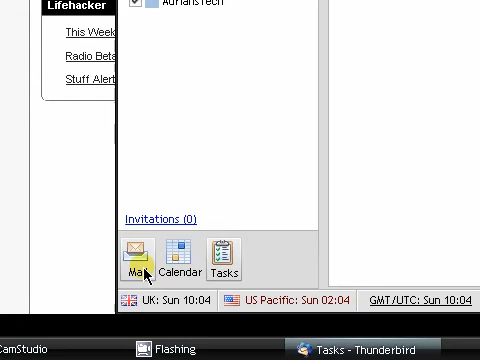 Lifehacker
AdriansTech
This Week
Radio Beta
Stuff Alert
Invitations (0)
Mail Calendar Tasks
UK: Sun 10:04 US Pacific: Sun 02:04 GMT/UTC: Sun 10:04
CamStudio Flashing Tasks - Thunderbird